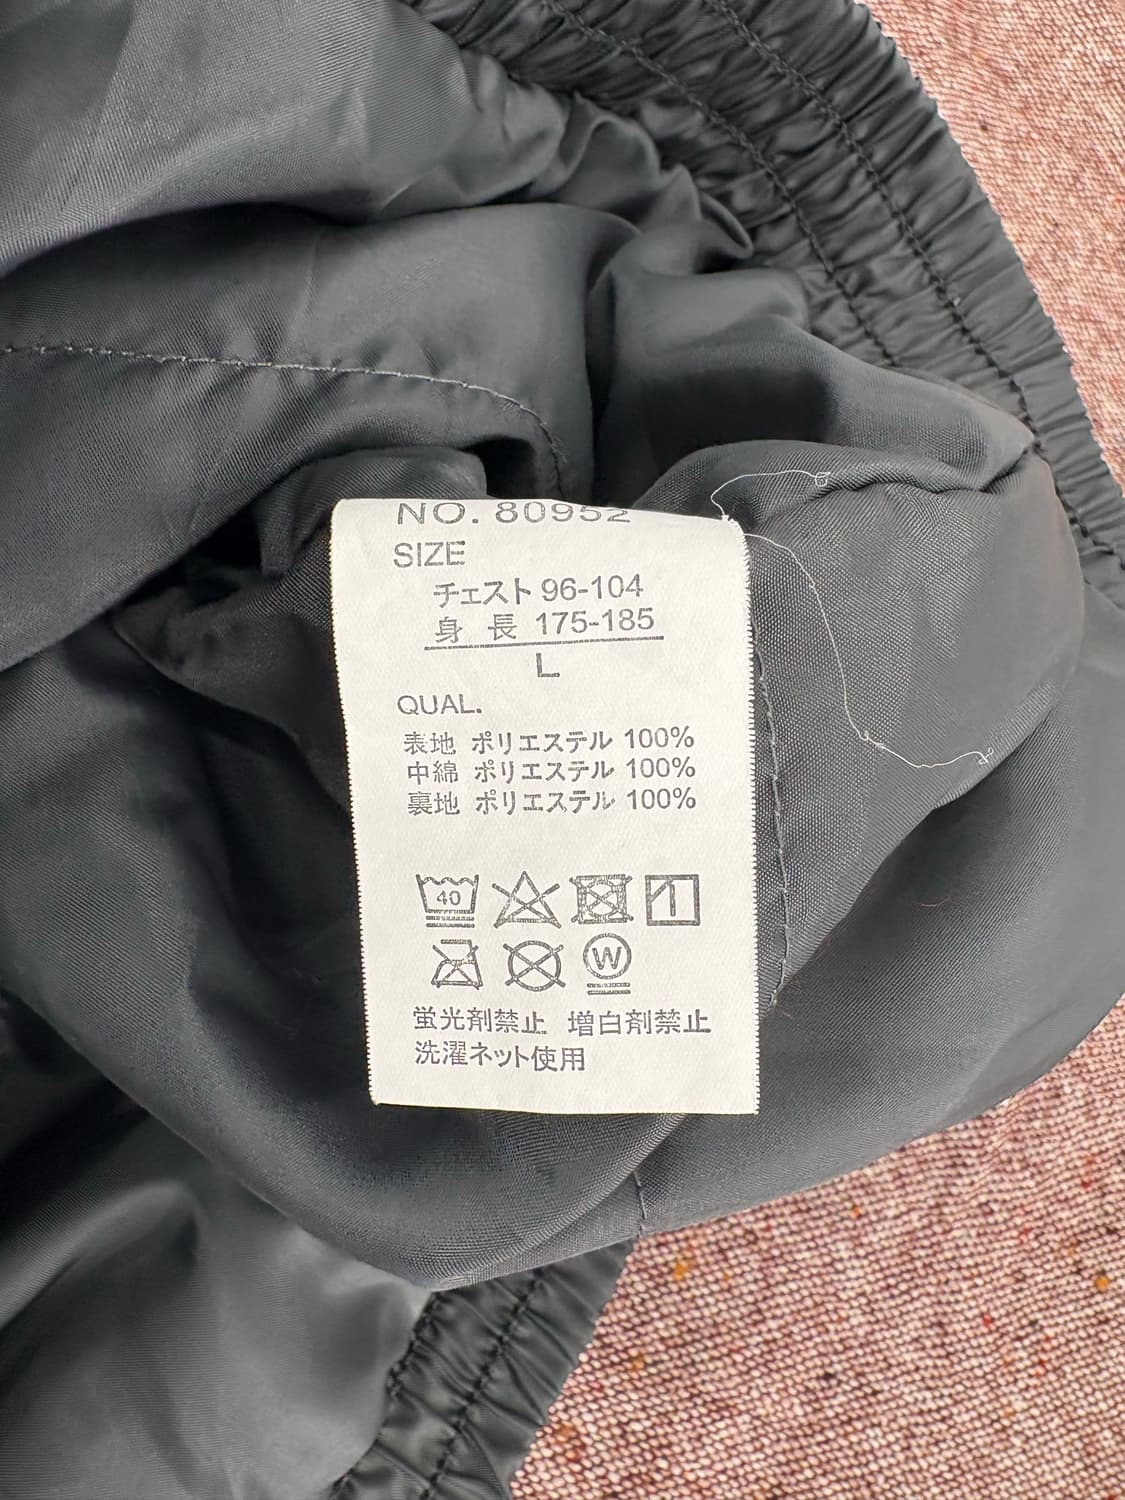 NO. 80952
SIZE
チェスト 96-104
身 長 175-185
L
QUAL.
表地 ポリエステル 100%
中綿 ポリエステル 100%
裏地 ポリエステル 100%
40
W
蛍光剤禁止 増白剤禁止
洗濯ネット使用